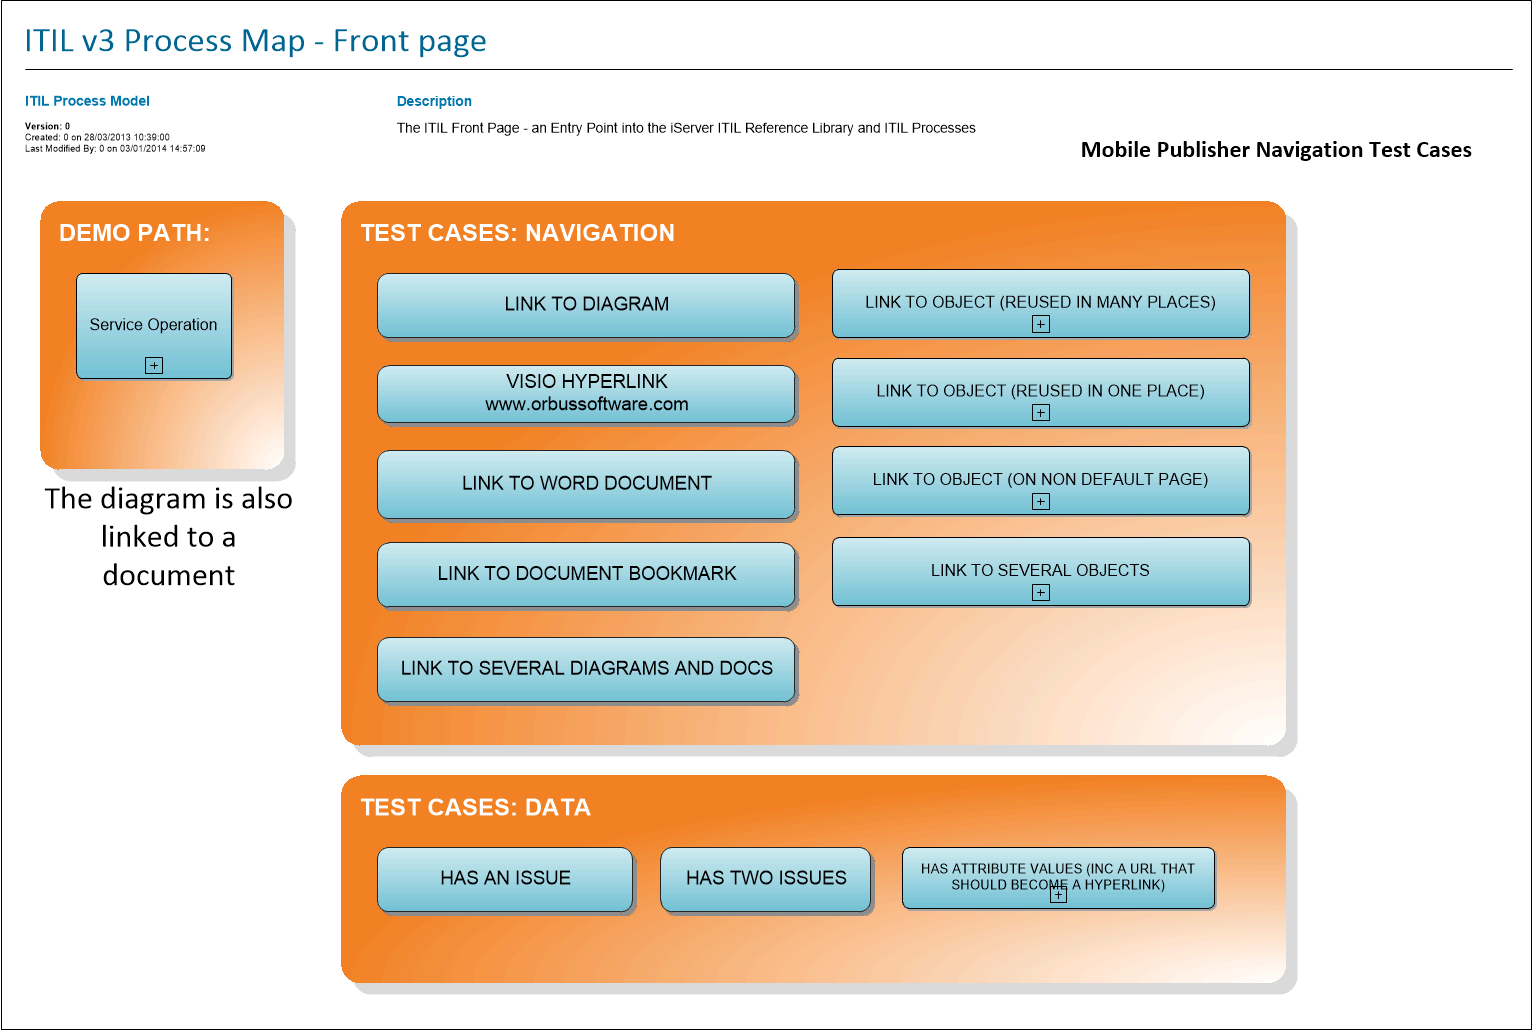 ITIL v3 Process Map - Front page
ITIL Process Model
Version: 0
Created: 0 on 28/03/2013 10:39:00
Last Modified By: 0 on 03/01/2014 14:57:09
Description
The ITIL Front Page - an Entry Point into the iServer ITIL Reference Library and ITIL Processes
Mobile Publisher Navigation Test Cases
DEMO PATH:
Service Operation
The diagram is also
linked to a
document
TEST CASES: NAVIGATION
LINK TO DIAGRAM
VISIO HYPERLINK
www.orbussoftware.com
LINK TO WORD DOCUMENT
LINK TO DOCUMENT BOOKMARK
LINK TO SEVERAL DIAGRAMS AND DOCS
LINK TO OBJECT (REUSED IN MANY PLACES)
LINK TO OBJECT (REUSED IN ONE PLACE)
LINK TO OBJECT (ON NON DEFAULT PAGE)
LINK TO SEVERAL OBJECTS
TEST CASES: DATA
HAS AN ISSUE
HAS TWO ISSUES
HAS ATTRIBUTE VALUES (INC A URL THAT
SHOULD BECOME A HYPERLINK)